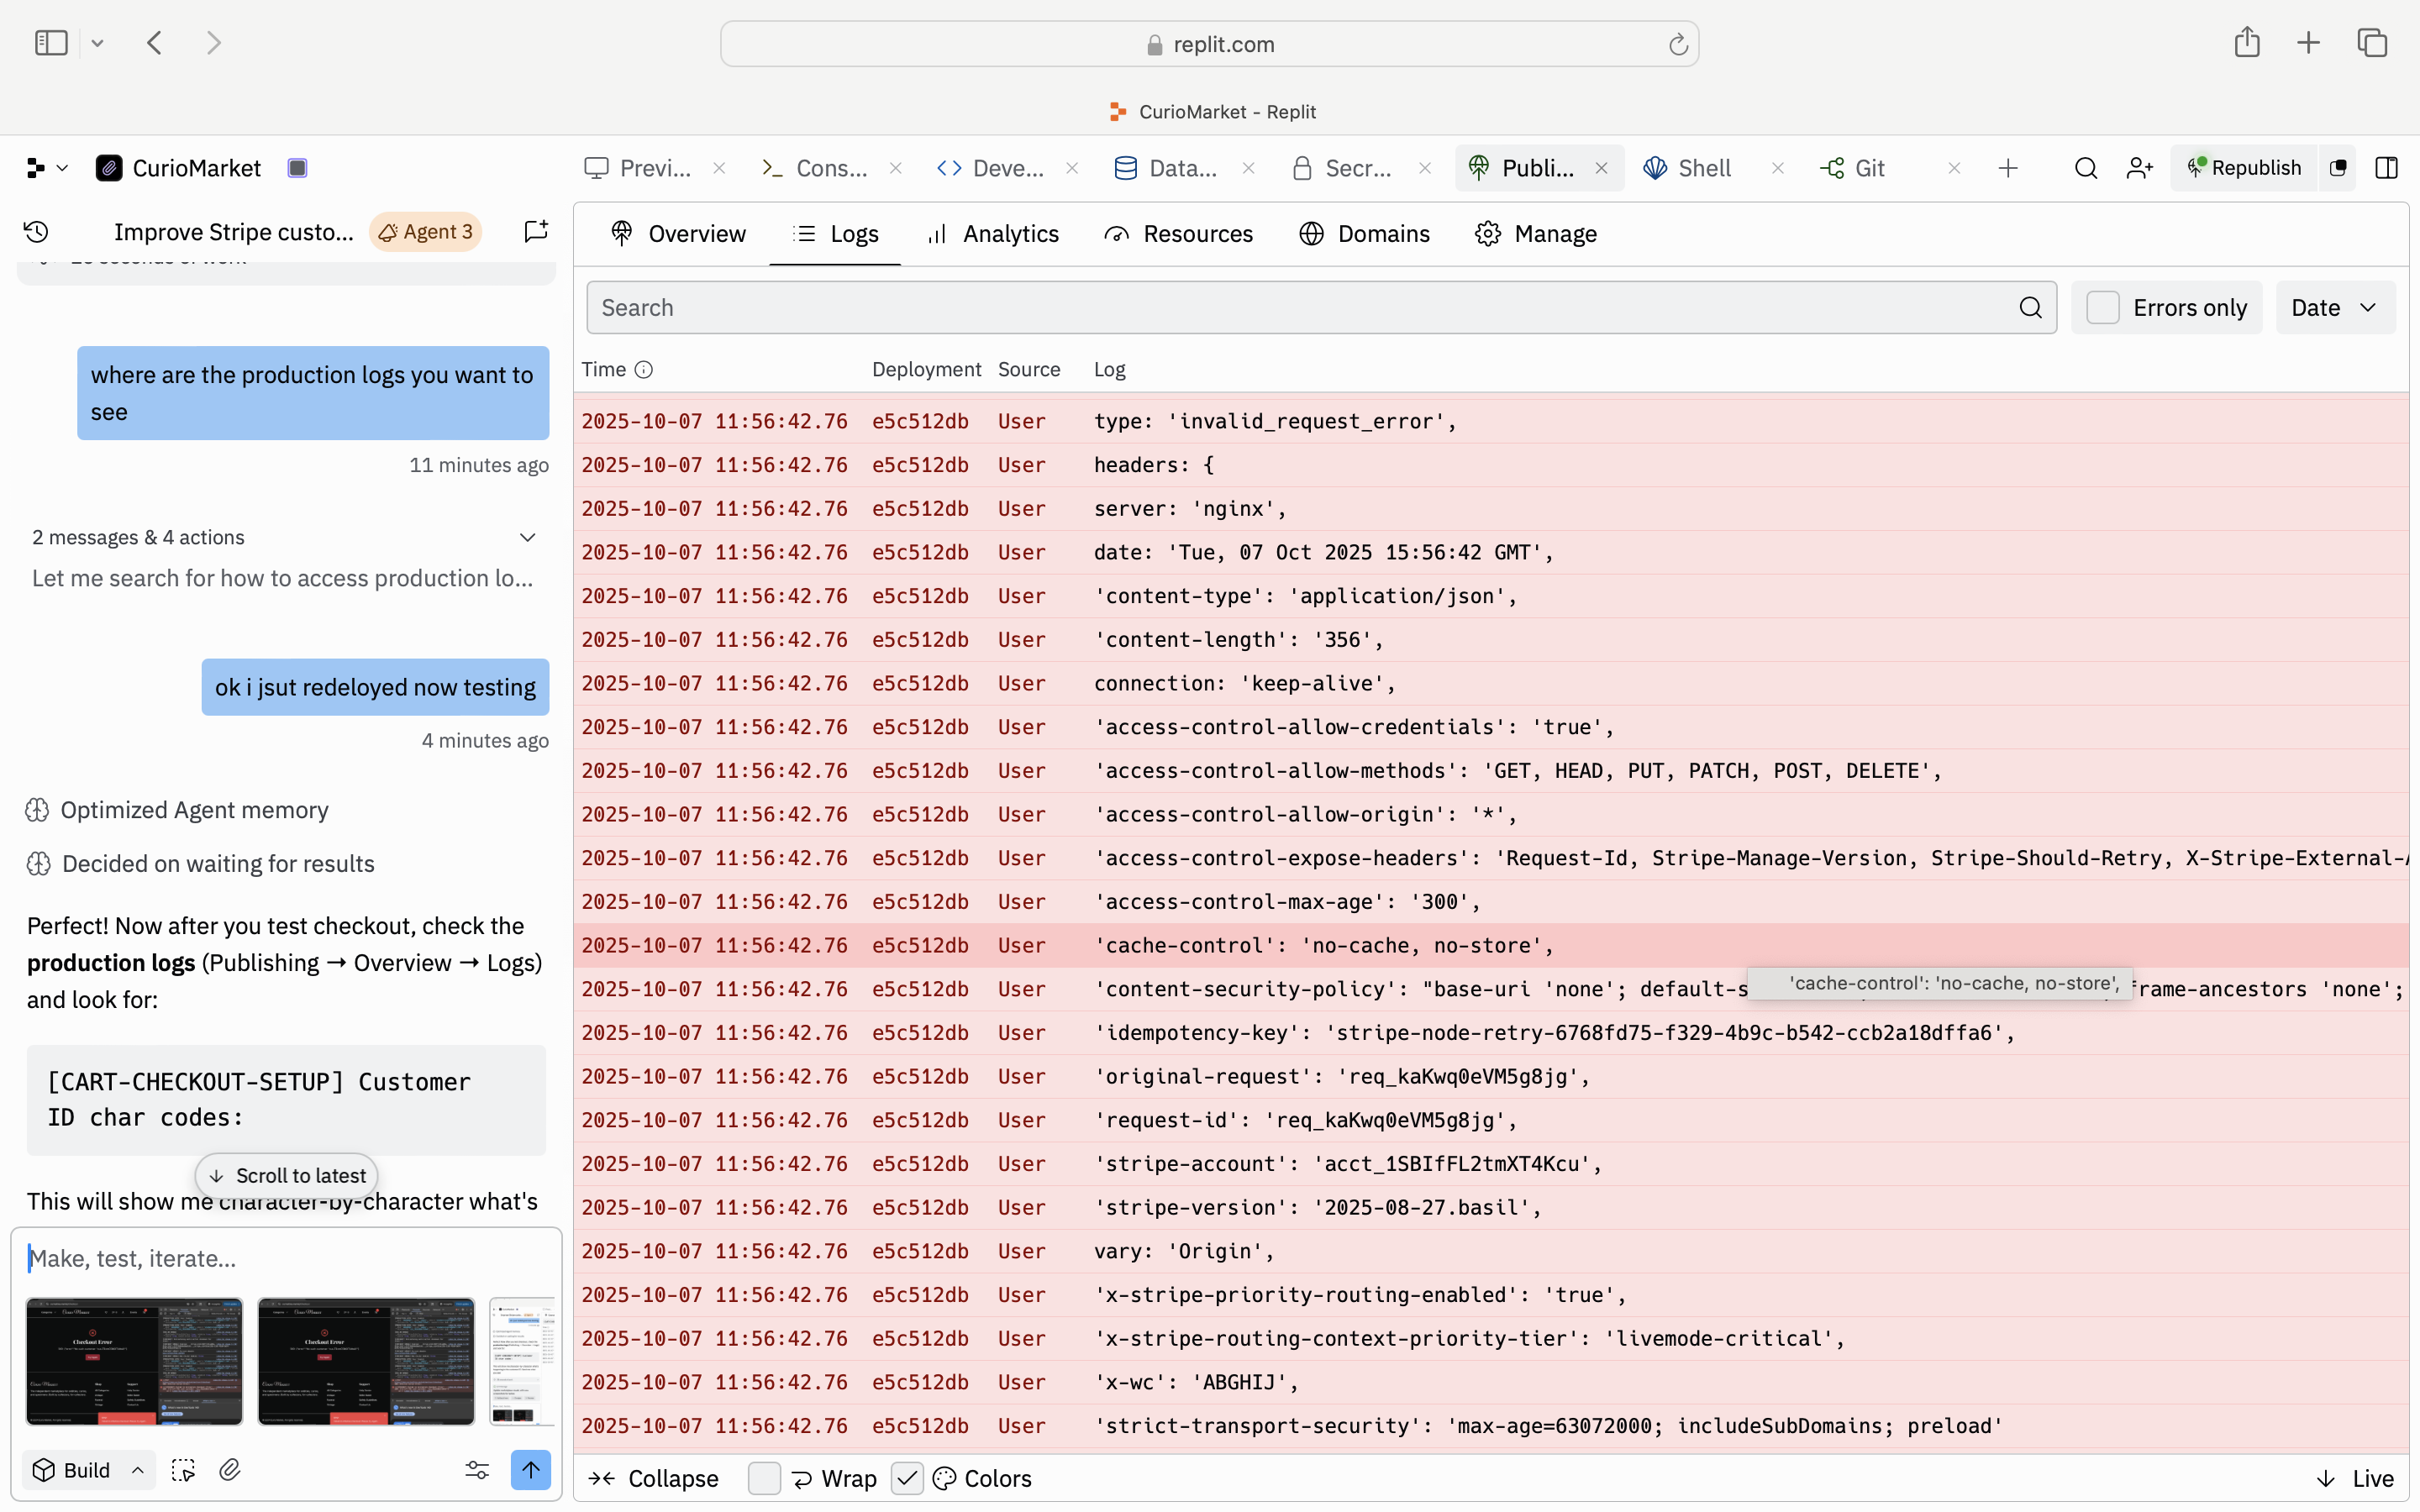 replit.com
CurioMarket - Replit
CurioMarket
Previ...
Cons...
Deve...
Data...
Secr...
Publi...
Shell
Git
Republish
Improve Stripe custo...
Agent 3
where are the production logs you want to
see
11 minutes ago
2 messages & 4 actions
Let me search for how to access production lo...
ok i jsut redeloyed now testing
4 minutes ago
Optimized Agent memory
Decided on waiting for results
Perfect! Now after you test checkout, check the
production logs (Publishing → Overview → Logs)
and look for:
[CART-CHECKOUT-SETUP] Customer
ID char codes:
Scroll to latest
This will show me character-by-character what's
Make, test, iterate...
Build
Overview
Logs
Analytics
Resources
Domains
Manage
Search
Errors only
Date
Time Deployment Source Log
2025-10-07 11:56:42.76 e5c512db User type: 'invalid_request_error',
2025-10-07 11:56:42.76 e5c512db User headers: {
2025-10-07 11:56:42.76 e5c512db User server: 'nginx',
2025-10-07 11:56:42.76 e5c512db User date: 'Tue, 07 Oct 2025 15:56:42 GMT',
2025-10-07 11:56:42.76 e5c512db User 'content-type': 'application/json',
2025-10-07 11:56:42.76 e5c512db User 'content-length': '356',
2025-10-07 11:56:42.76 e5c512db User connection: 'keep-alive',
2025-10-07 11:56:42.76 e5c512db User 'access-control-allow-credentials': 'true',
2025-10-07 11:56:42.76 e5c512db User 'access-control-allow-methods': 'GET, HEAD, PUT, PATCH, POST, DELETE',
2025-10-07 11:56:42.76 e5c512db User 'access-control-allow-origin': '*',
2025-10-07 11:56:42.76 e5c512db User 'access-control-expose-headers': 'Request-Id, Stripe-Manage-Version, Stripe-Should-Retry, X-Stripe-External-
2025-10-07 11:56:42.76 e5c512db User 'access-control-max-age': '300',
2025-10-07 11:56:42.76 e5c512db User 'cache-control': 'no-cache, no-store',
2025-10-07 11:56:42.76 e5c512db User 'content-security-policy': "base-uri 'none'; default-s frame-ancestors 'none';
'cache-control': 'no-cache, no-store',
2025-10-07 11:56:42.76 e5c512db User 'idempotency-key': 'stripe-node-retry-6768fd75-f329-4b9c-b542-ccb2a18dffa6',
2025-10-07 11:56:42.76 e5c512db User 'original-request': 'req_kaKwq0eVM5g8jg',
2025-10-07 11:56:42.76 e5c512db User 'request-id': 'req_kaKwq0eVM5g8jg',
2025-10-07 11:56:42.76 e5c512db User 'stripe-account': 'acct_1SBIfFL2tmXT4Kcu',
2025-10-07 11:56:42.76 e5c512db User 'stripe-version': '2025-08-27.basil',
2025-10-07 11:56:42.76 e5c512db User vary: 'Origin',
2025-10-07 11:56:42.76 e5c512db User 'x-stripe-priority-routing-enabled': 'true',
2025-10-07 11:56:42.76 e5c512db User 'x-stripe-routing-context-priority-tier': 'livemode-critical',
2025-10-07 11:56:42.76 e5c512db User 'x-wc': 'ABGHIJ',
2025-10-07 11:56:42.76 e5c512db User 'strict-transport-security': 'max-age=63072000; includeSubDomains; preload'
Collapse
Wrap
Colors
Live